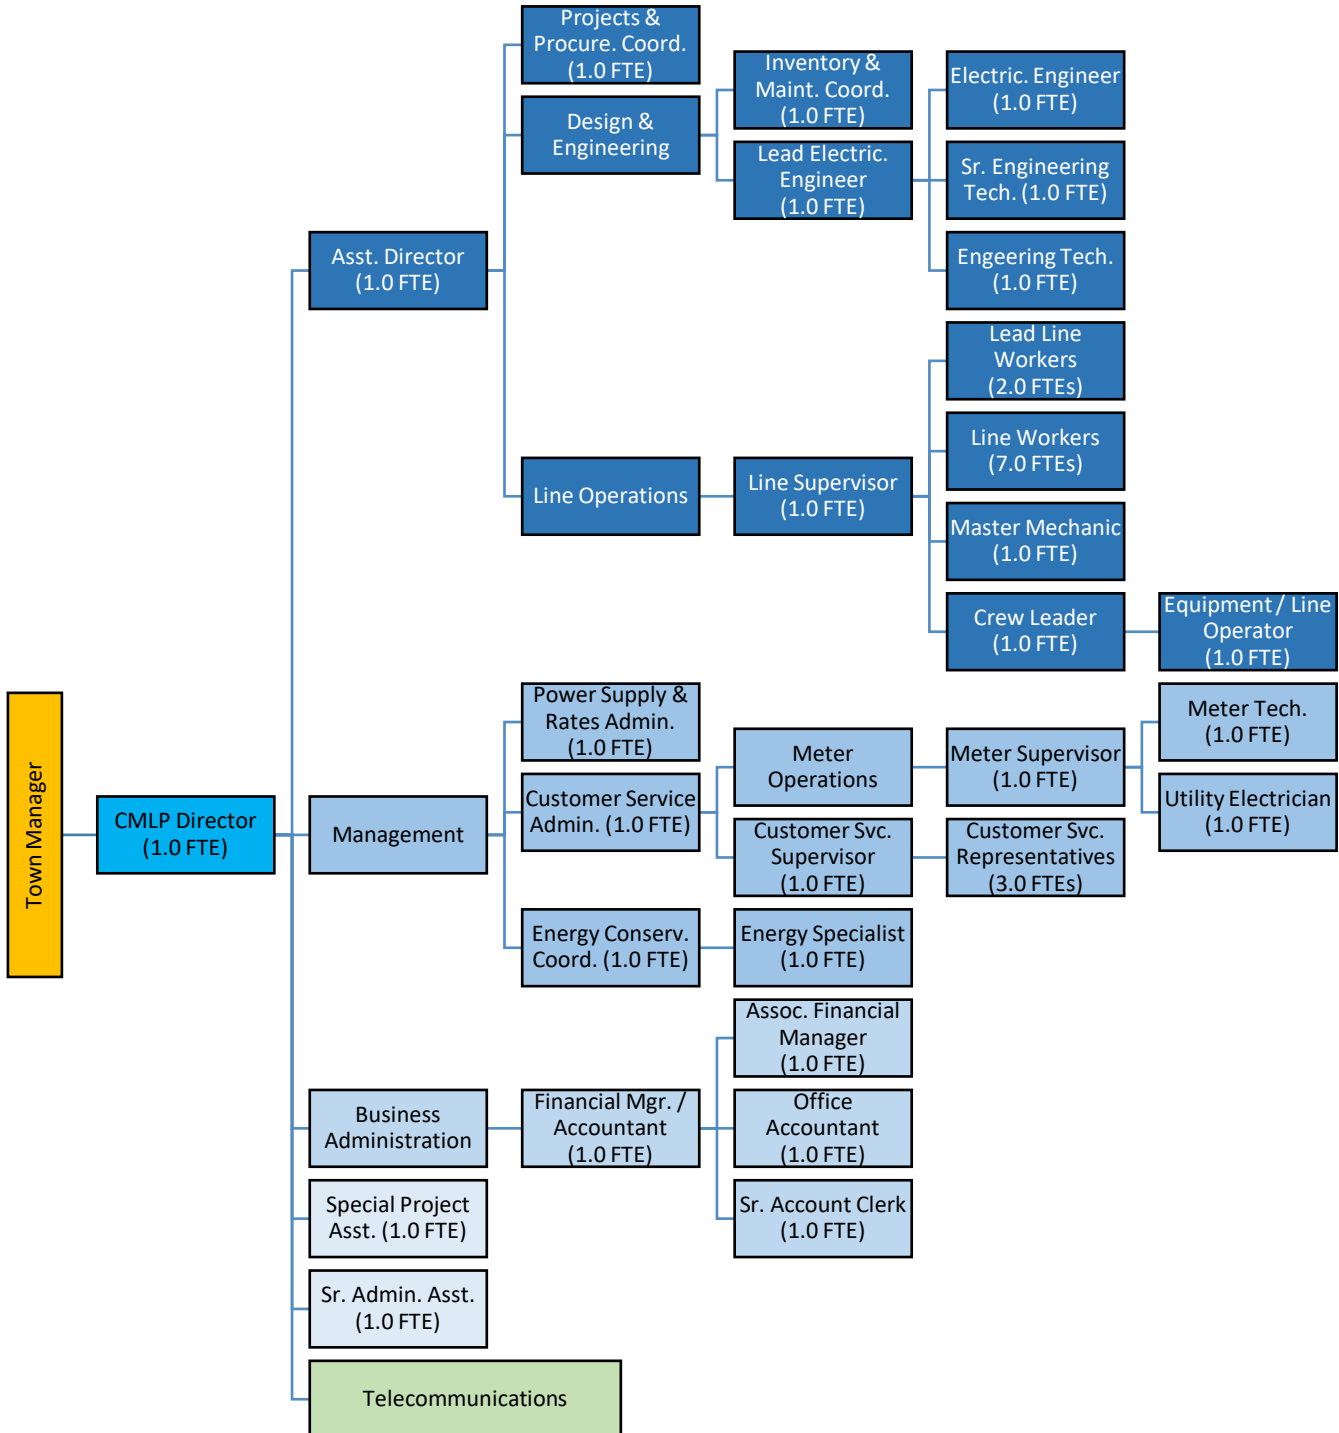 Projects &
Procure. Coord.
(1.0 FTE)
Inventory &
Maint. Coord.
(1.0 FTE)
Electric. Engineer
(1.0 FTE)
Design &
Engineering
Lead Electric.
Engineer
(1.0 FTE)
Sr. Engineering
Tech. (1.0 FTE)
Asst. Director
(1.0 FTE)
Engeering Tech.
(1.0 FTE)
Lead Line
Workers
(2.0 FTEs)
Line Workers
(7.0 FTEs)
Line Operations
Line Supervisor
(1.0 FTE)
Master Mechanic
(1.0 FTE)
Crew Leader
(1.0 FTE)
Equipment / Line
Operator
(1.0 FTE)
Town Manager
CMLP Director
(1.0 FTE)
Management
Power Supply &
Rates Admin.
(1.0 FTE)
Customer Service
Admin. (1.0 FTE)
Meter
Operations
Meter Supervisor
(1.0 FTE)
Meter Tech.
(1.0 FTE)
Utility Electrician
(1.0 FTE)
Customer Svc.
Supervisor
(1.0 FTE)
Customer Svc.
Representatives
(3.0 FTEs)
Energy Conserv.
Coord. (1.0 FTE)
Energy Specialist
(1.0 FTE)
Business
Administration
Financial Mgr. /
Accountant
(1.0 FTE)
Assoc. Financial
Manager
(1.0 FTE)
Office
Accountant
(1.0 FTE)
Sr. Account Clerk
(1.0 FTE)
Special Project
Asst. (1.0 FTE)
Sr. Admin. Asst.
(1.0 FTE)
Telecommunications